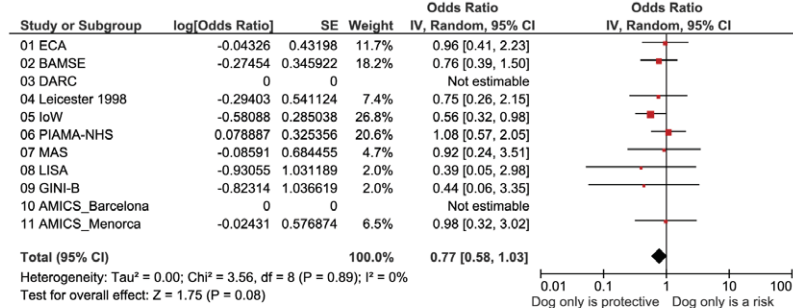 Odds Ratio Odds Ratio
Study or Subgroup log[Odds Ratio] SE Weight IV, Random, 95% CI IV, Random, 95% CI
01 ECA -0.04326 0.43198 11.7% 0.96 [0.41, 2.23]
02 BAMSE -0.27454 0.345922 18.2% 0.76 [0.39, 1.50]
03 DARC 0 0 Not estimable
04 Leicester 1998 -0.29403 0.541124 7.4% 0.75 [0.26, 2.15]
05 IoW -0.58088 0.285038 26.8% 0.56 [0.32, 0.98]
06 PIAMA-NHS 0.078887 0.325356 20.6% 1.08 [0.57, 2.05]
07 MAS -0.08591 0.684455 4.7% 0.92 [0.24, 3.51]
08 LISA -0.93055 1.031189 2.0% 0.39 [0.05, 2.98]
09 GINI-B -0.82314 1.036619 2.0% 0.44 [0.06, 3.35]
10 AMICS_Barcelona 0 0 Not estimable
11 AMICS_Menorca -0.02431 0.576874 6.5% 0.98 [0.32, 3.02]
Total (95% CI) 100.0% 0.77 [0.58, 1.03]
Heterogeneity: Tau² = 0.00; Chi² = 3.56, df = 8 (P = 0.89); I² = 0%
Test for overall effect: Z = 1.75 (P = 0.08)
0.01 0.1 1 10 100
Dog only is protective Dog only is a risk